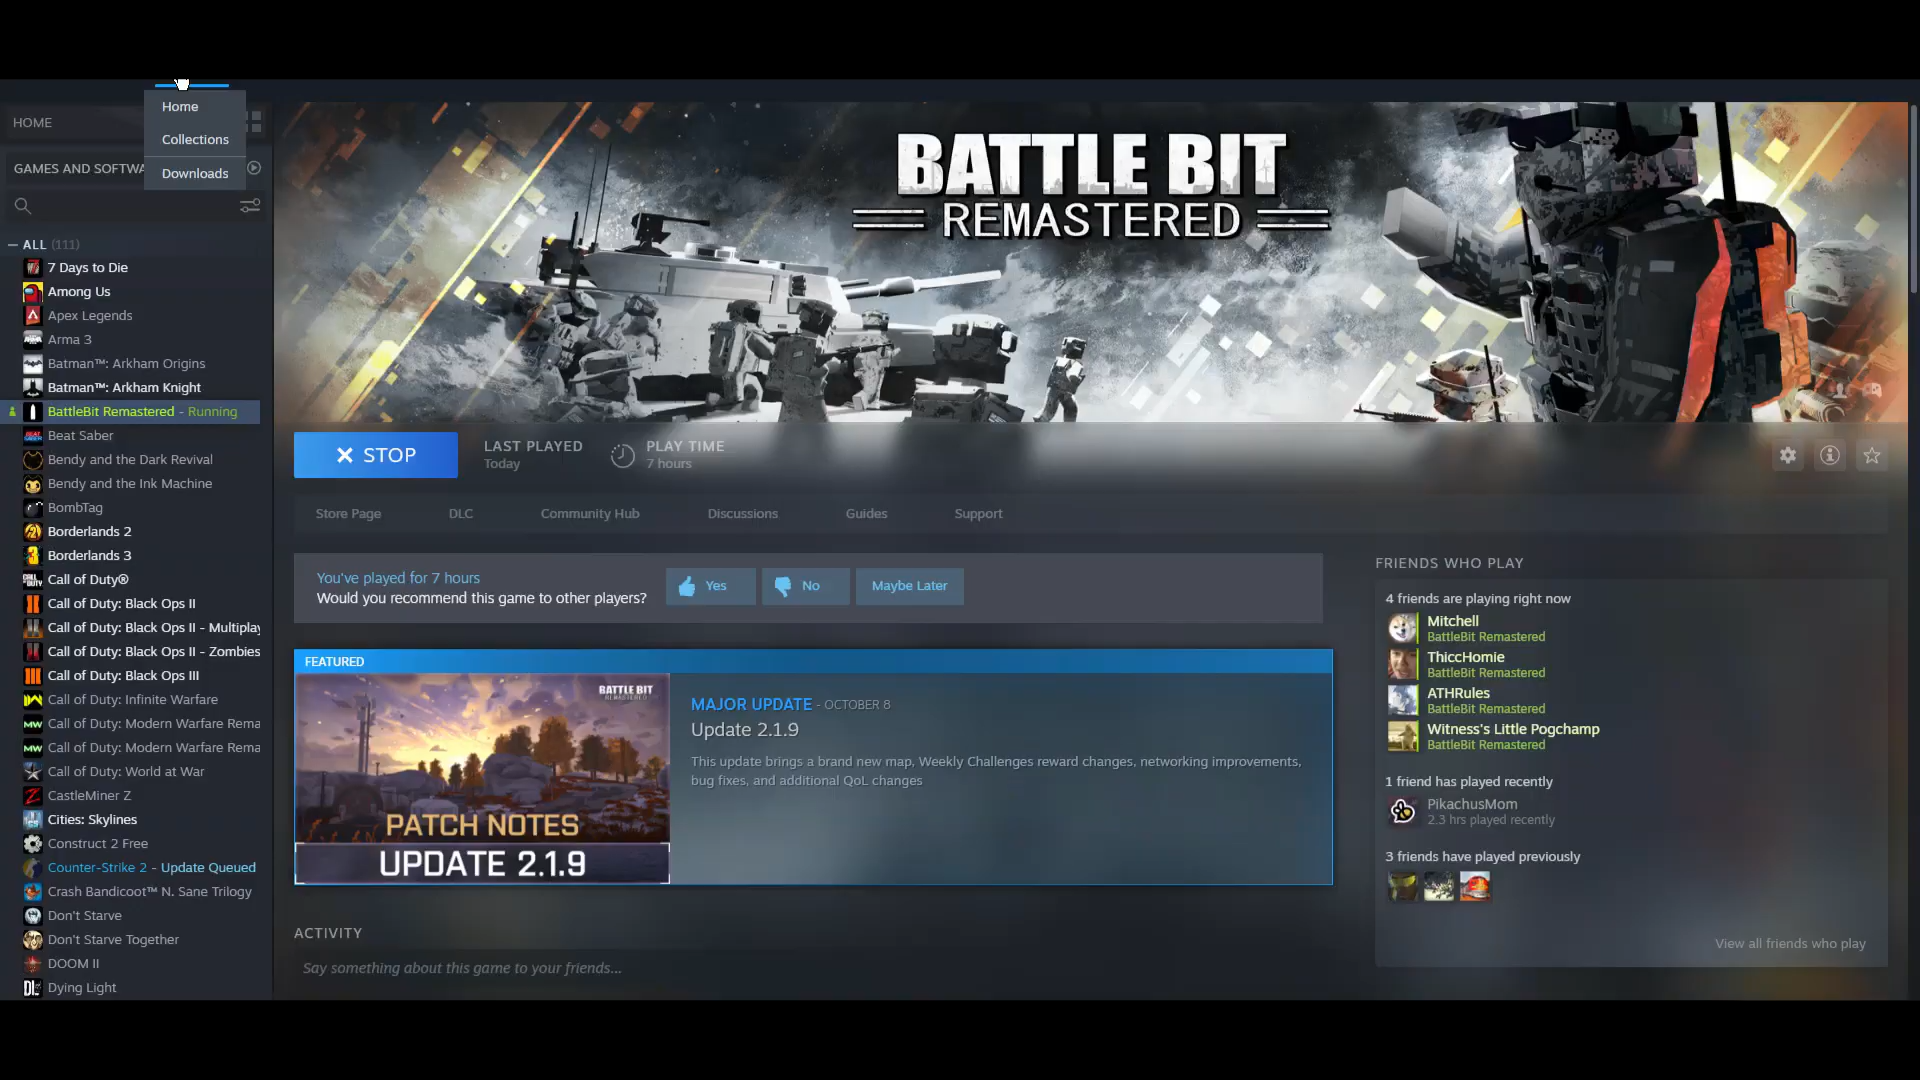 Home
Collections
Downloads
HOME
GAMES AND SOFTWA
ALL (111)
7 Days to Die
Among Us
Apex Legends
Arma 3
Batman™: Arkham Origins
Batman™: Arkham Knight
BattleBit Remastered - Running
Beat Saber
Bendy and the Dark Revival
Bendy and the Ink Machine
BombTag
Borderlands 2
Borderlands 3
Call of Duty®
Call of Duty: Black Ops II
Call of Duty: Black Ops II - Multiplay
Call of Duty: Black Ops II - Zombies
Call of Duty: Black Ops III
Call of Duty: Infinite Warfare
Call of Duty: Modern Warfare Rema
Call of Duty: Modern Warfare Rema
Call of Duty: World at War
CastleMiner Z
Cities: Skylines
Construct 2 Free
Counter-Strike 2 - Update Queued
Crash Bandicoot™ N. Sane Trilogy
Don't Starve
Don't Starve Together
DOOM II
Dying Light
BATTLE BIT
REMASTERED
STOP
LAST PLAYED
Today
PLAY TIME
7 hours
Store Page DLC Community Hub Discussions Guides Support
You've played for 7 hours
Would you recommend this game to other players?
Yes No Maybe Later
FEATURED
BATTLE BIT
REMASTERED
PATCH NOTES
UPDATE 2.1.9
MAJOR UPDATE - OCTOBER 8
Update 2.1.9
This update brings a brand new map, Weekly Challenges reward changes, networking improvements,
bug fixes, and additional QoL changes
ACTIVITY
Say something about this game to your friends...
FRIENDS WHO PLAY
4 friends are playing right now
Mitchell
BattleBit Remastered
ThiccHomie
BattleBit Remastered
ATHRules
BattleBit Remastered
Witness's Little Pogchamp
BattleBit Remastered
1 friend has played recently
PikachusMom
2.3 hrs played recently
3 friends have played previously
View all friends who play